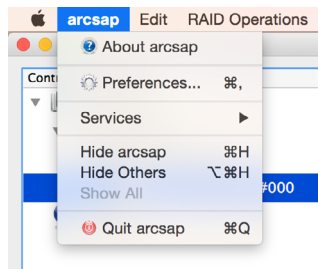 arcsap Edit RAID Operations
About arcsap
Preferences... ⌘,
Services ▶
Hide arcsap ⌘H
Hide Others ⌥⌘H
Show All
#000
Quit arcsap ⌘Q